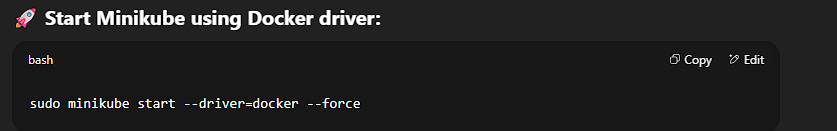 🚀 Start Minikube using Docker driver:
bash
Copy
Edit
sudo minikube start --driver=docker --force